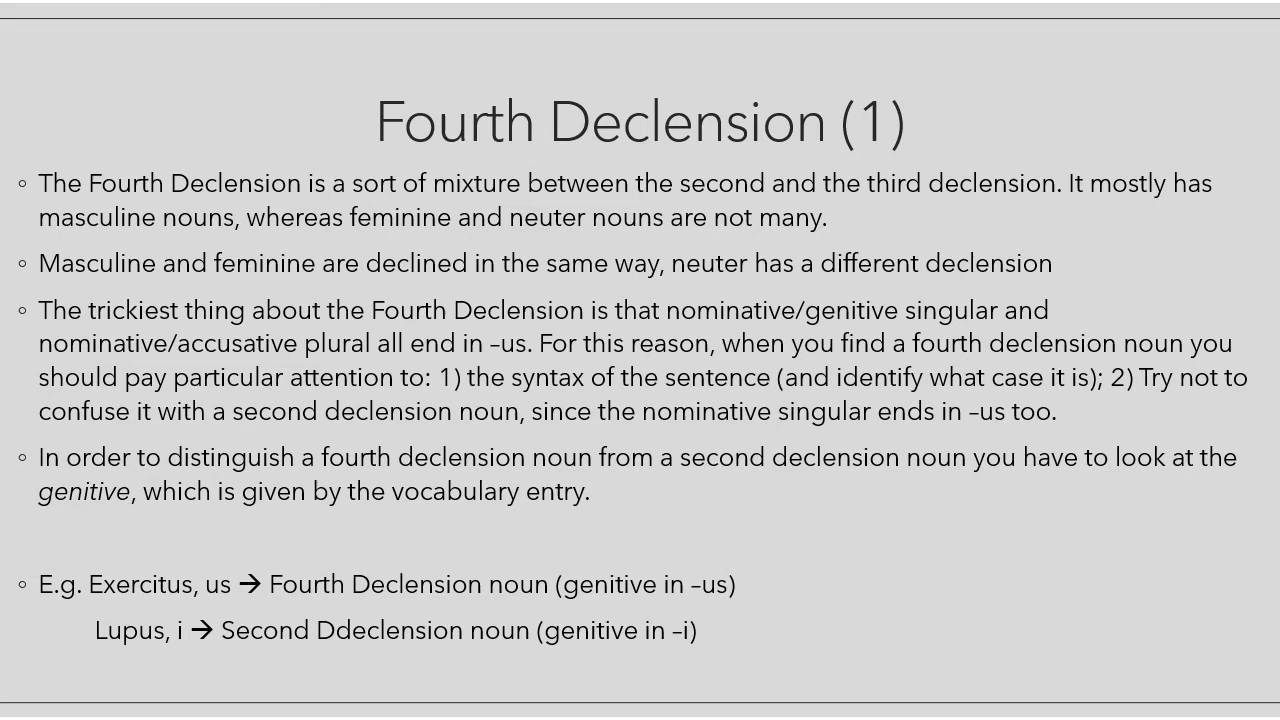 Fourth Declension (1)
◦ The Fourth Declension is a sort of mixture between the second and the third declension. It mostly has
masculine nouns, whereas feminine and neuter nouns are not many.
◦ Masculine and feminine are declined in the same way, neuter has a different declension
◦ The trickiest thing about the Fourth Declension is that nominative/genitive singular and
nominative/accusative plural all end in –us. For this reason, when you find a fourth declension noun you
should pay particular attention to: 1) the syntax of the sentence (and identify what case it is); 2) Try not to
confuse it with a second declension noun, since the nominative singular ends in –us too.
◦ In order to distinguish a fourth declension noun from a second declension noun you have to look at the
genitive, which is given by the vocabulary entry.
◦ E.g. Exercitus, us → Fourth Declension noun (genitive in –us)
Lupus, i → Second Ddeclension noun (genitive in –i)